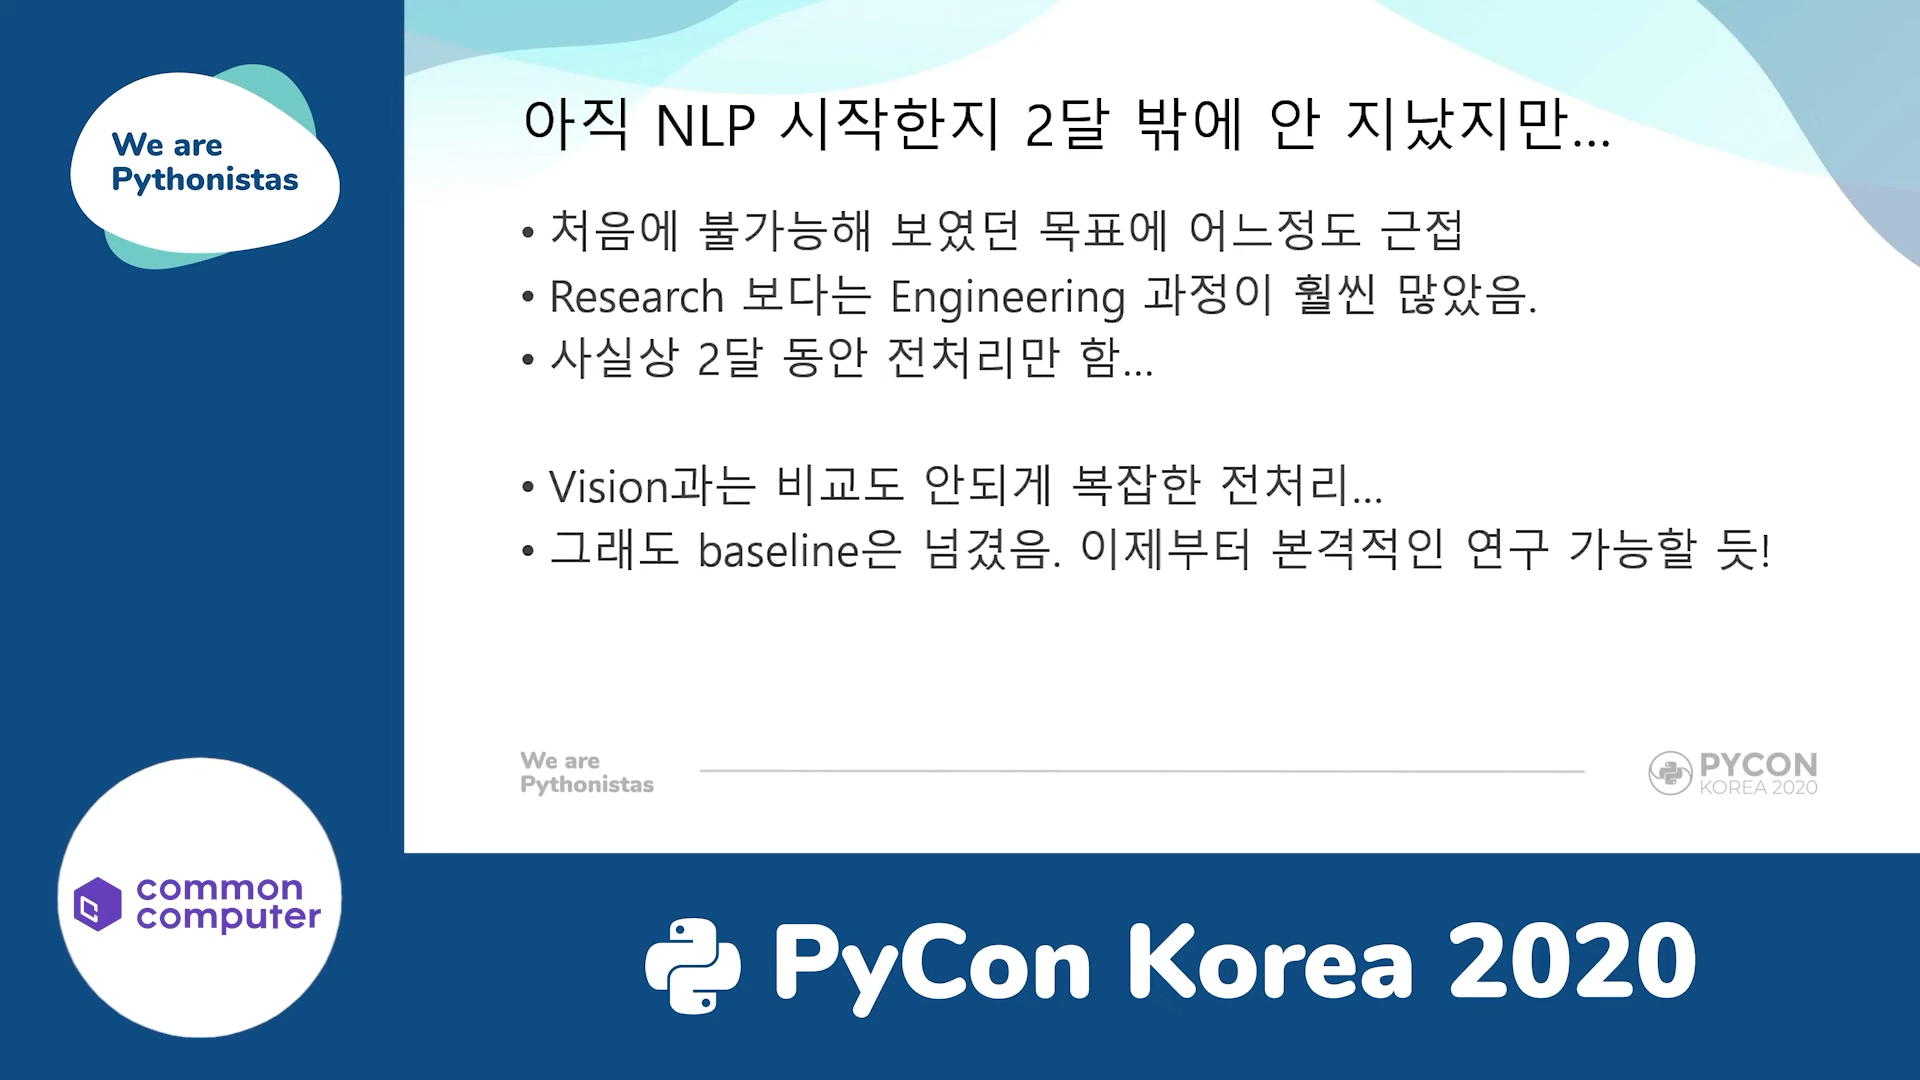 We are
Pythonistas
아직 NLP 시작한지 2달 밖에 안 지났지만...
• 처음에 불가능해 보였던 목표에 어느정도 근접
• Research 보다는 Engineering 과정이 훨씬 많았음.
• 사실상 2달 동안 전처리만 함...
• Vision과는 비교도 안되게 복잡한 전처리...
• 그래도 baseline은 넘겼음. 이제부터 본격적인 연구 가능할 듯!
We are
Pythonistas
PYCON
KOREA 2020
common
computer
PyCon Korea 2020